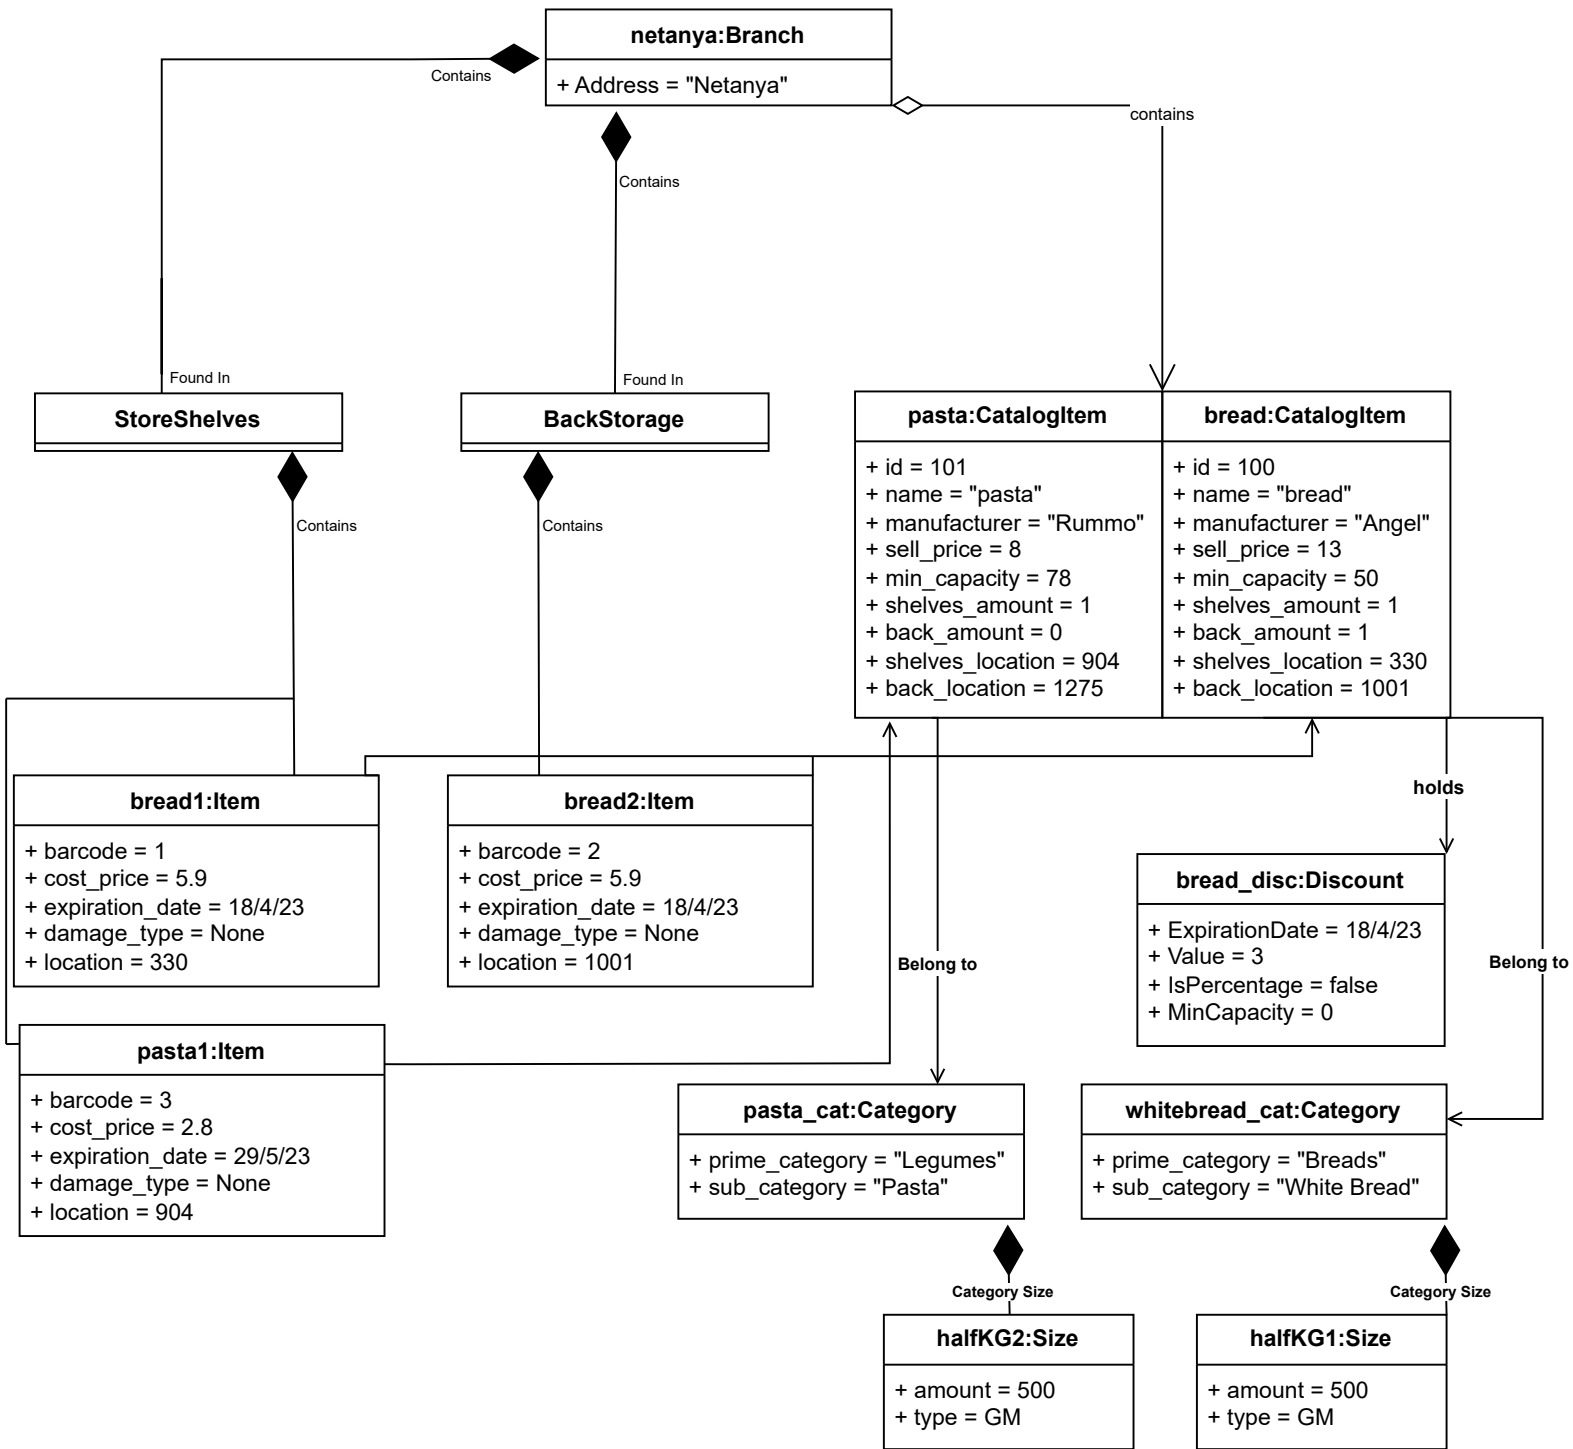 netanya:Branch
+ Address = "Netanya"
Contains
contains
Contains
Found In
Found In
StoreShelves
BackStorage
pasta:CatalogItem
+ id = 101
+ name = "pasta"
+ manufacturer = "Rummo"
+ sell_price = 8
+ min_capacity = 78
+ shelves_amount = 1
+ back_amount = 0
+ shelves_location = 904
+ back_location = 1275
bread:CatalogItem
+ id = 100
+ name = "bread"
+ manufacturer = "Angel"
+ sell_price = 13
+ min_capacity = 50
+ shelves_amount = 1
+ back_amount = 1
+ shelves_location = 330
+ back_location = 1001
Contains
Contains
bread1:Item
+ barcode = 1
+ cost_price = 5.9
+ expiration_date = 18/4/23
+ damage_type = None
+ location = 330
bread2:Item
+ barcode = 2
+ cost_price = 5.9
+ expiration_date = 18/4/23
+ damage_type = None
+ location = 1001
holds
bread_disc:Discount
+ ExpirationDate = 18/4/23
+ Value = 3
+ IsPercentage = false
+ MinCapacity = 0
Belong to
Belong to
pasta1:Item
+ barcode = 3
+ cost_price = 2.8
+ expiration_date = 29/5/23
+ damage_type = None
+ location = 904
pasta_cat:Category
+ prime_category = "Legumes"
+ sub_category = "Pasta"
whitebread_cat:Category
+ prime_category = "Breads"
+ sub_category = "White Bread"
Category Size
Category Size
halfKG2:Size
+ amount = 500
+ type = GM
halfKG1:Size
+ amount = 500
+ type = GM